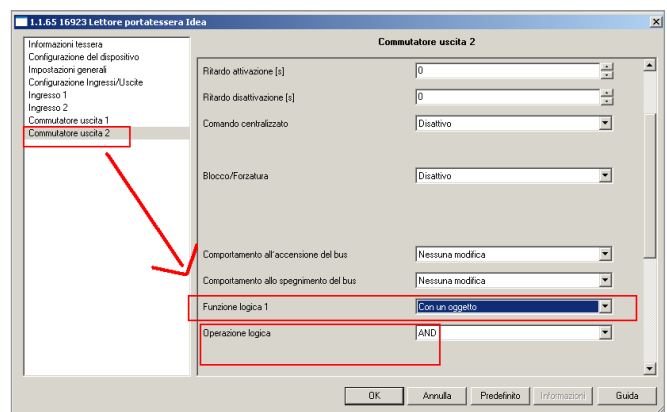 1.1.65 16923 Lettore portatessera Idea
Informazioni tessera
Configurazione del dispositivo
Impostazioni generali
Configurazione Ingressi/Uscite
Ingresso 1
Ingresso 2
Commutatore uscita 1
Commutatore uscita 2
Commutatore uscita 2
Ritardo attivazione [s] 0
Ritardo disattivazione [s] 0
Comando centralizzato Disattivo
Blocco/Forzatura Disattivo
Comportamento all'accensione del bus Nessuna modifica
Comportamento allo spegnimento del bus Nessuna modifica
Funzione logica 1 Con un oggetto
Operazione logica AND
OK Annulla Predefinito Informazioni Guida